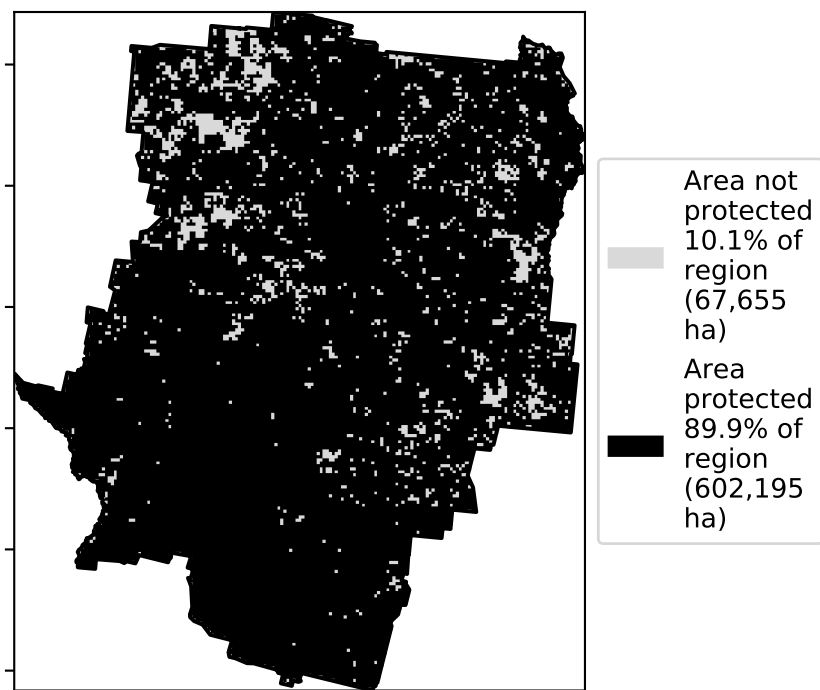 Area not
protected
10.1% of
region
(67,655
ha)
Area
protected
89.9% of
region
(602,195
ha)